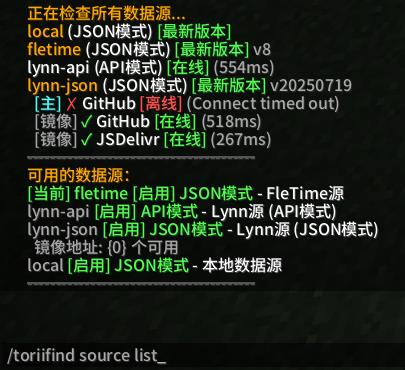 正在检查所有数据源...
local (JSON模式) [最新版本]
fletime (JSON模式) [最新版本] v8
lynn-api (API模式) [在线] (554ms)
lynn-json (JSON模式) [最新版本] v20250719
[主] ✗ GitHub [离线] (Connect timed out)
[镜像] ✓ GitHub [在线] (518ms)
[镜像] ✓ JSDelivr [在线] (267ms)
可用的数据源:
[当前] fletime [启用] JSON模式 - FleTime源
lynn-api [启用] API模式 - Lynn源 (API模式)
lynn-json [启用] JSON模式 - Lynn源 (JSON模式)
镜像地址: {0} 个可用
local [启用] JSON模式 - 本地数据源
/toriifind source list_